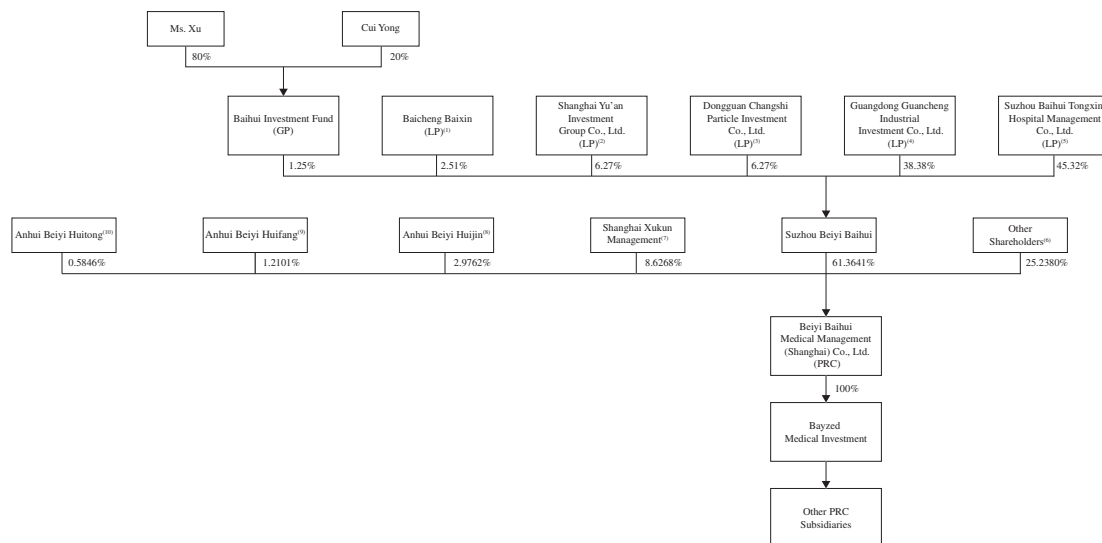 Ms. Xu
Cui Yong
80%
20%
Baihui Investment Fund
(GP)
Baicheng Baixin
(LP)(1)
Shanghai Yu'an
Investment
Group Co., Ltd.
(LP)(2)
Dongguan Changshi
Particle Investment
Co., Ltd.
(LP)(3)
Guangdong Guancheng
Industrial
Investment Co., Ltd.
(LP)(4)
Suzhou Baihui Tongxin
Hospital Management
Co., Ltd.
(LP)(5)
1.25%
2.51%
6.27%
6.27%
38.38%
45.32%
Anhui Beiyi Huitong(10)
Anhui Beiyi Huifang(9)
Anhui Beiyi Huijin(8)
Shanghai Xukun
Management(7)
Suzhou Beiyi Baihui
Other
Shareholders(6)
0.5846%
1.2101%
2.9762%
8.6268%
61.3641%
25.2380%
Beiyi Baihui
Medical Management
(Shanghai) Co., Ltd.
(PRC)
100%
Bayzed
Medical Investment
Other PRC
Subsidiaries